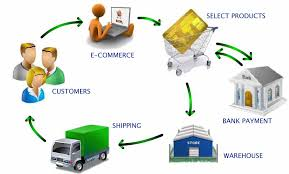 SELECT PRODUCTS
E-COMMERCE
CUSTOMERS
BANK PAYMENT
SHIPPING
STORE
WAREHOUSE